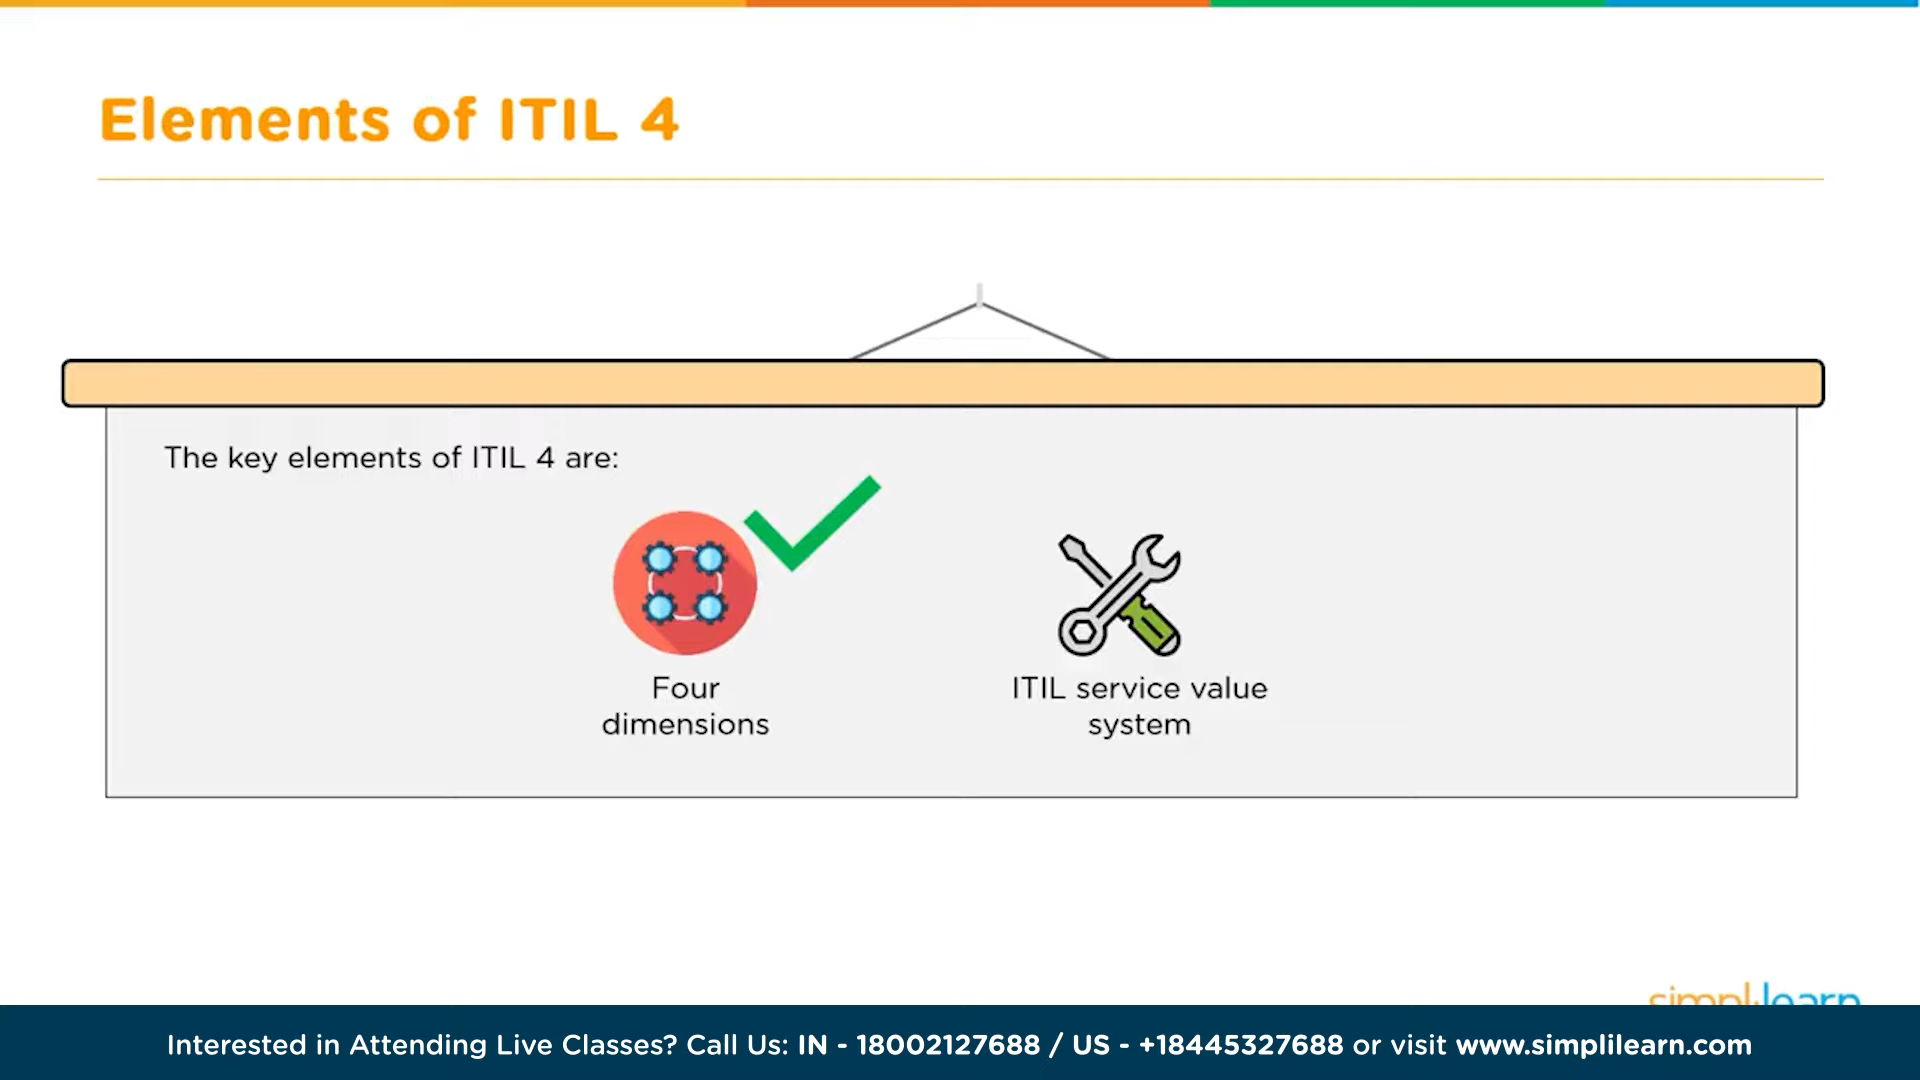 Elements of ITIL 4
The key elements of ITIL 4 are:
Four
dimensions
ITIL service value
system
simplilearn
Interested in Attending Live Classes? Call Us: IN - 18002127688 / US - +18445327688 or visit www.simplilearn.com